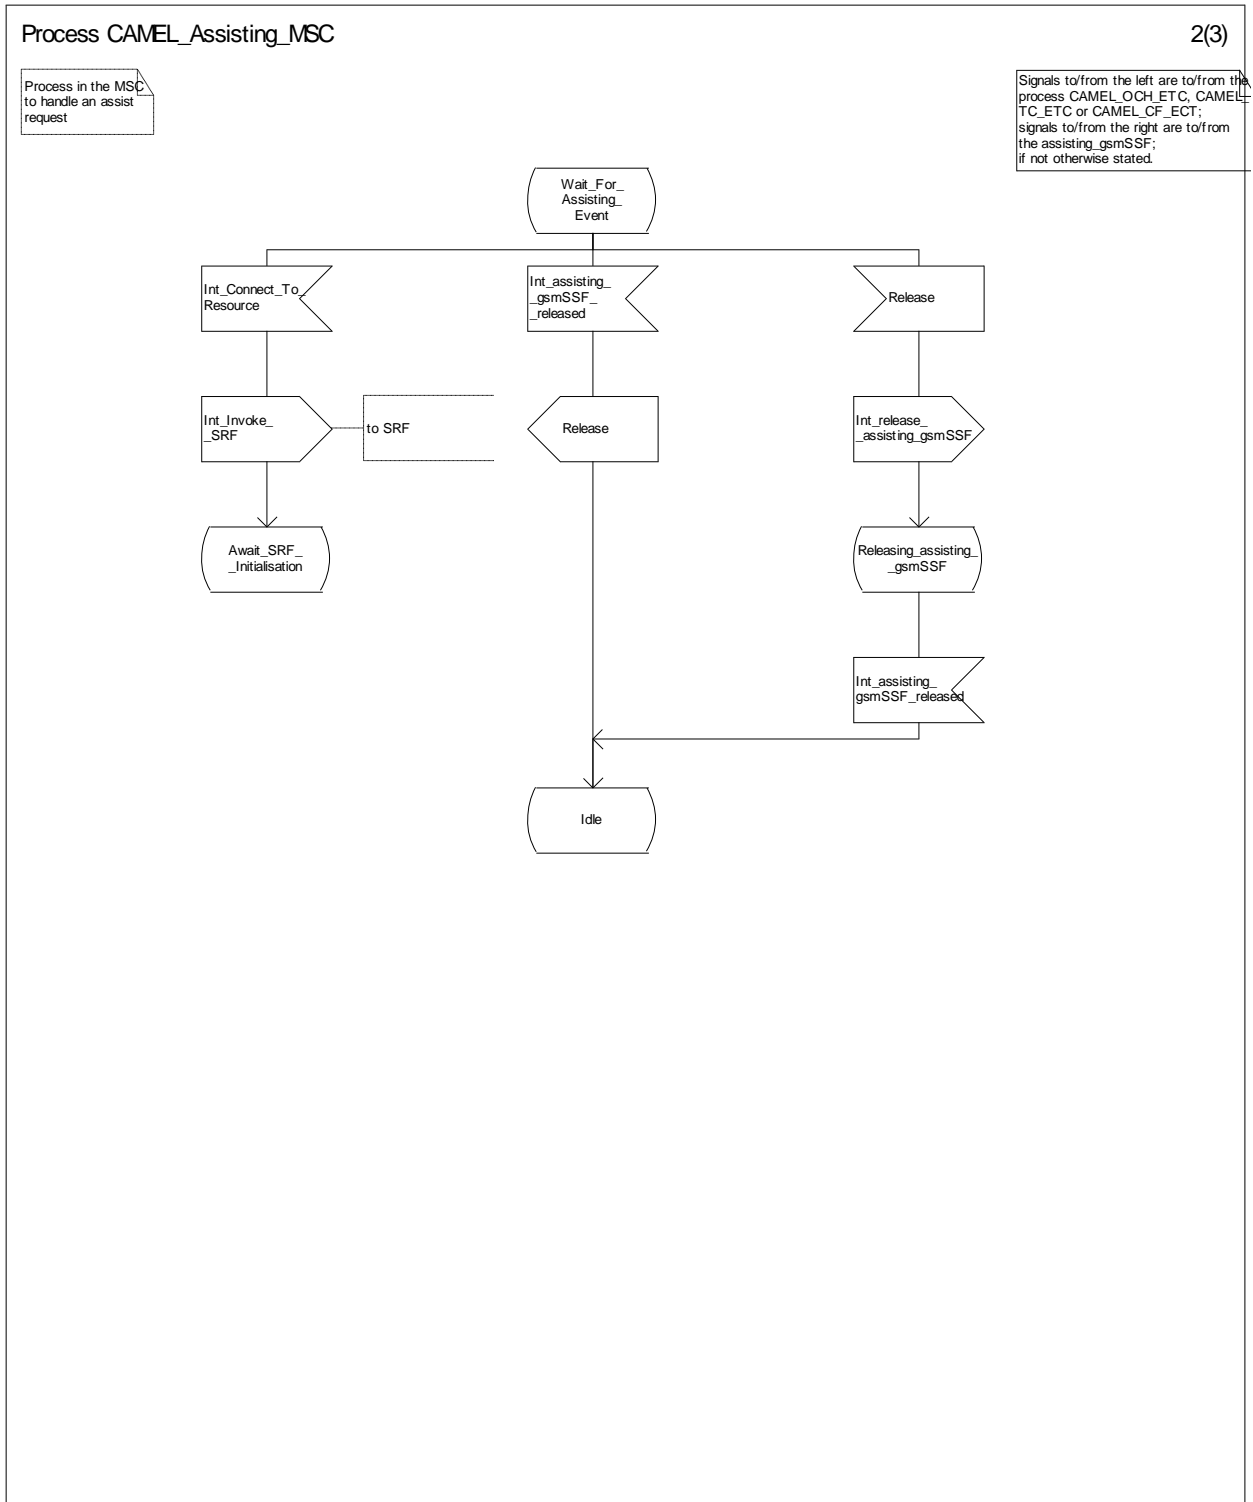 Process CAMEL_Assisting_MSC
2(3)
Process in the MSC
to handle an assist
request
Signals to/from the left are to/from the
process CAMEL_OCH_ETC, CAMEL_
TC_ETC or CAMEL_CF_ECT;
signals to/from the right are to/from
the assisting_gsmSSF;
if not otherwise stated.
Wait_For_
Assisting_
Event
Int_Connect_To_
Resource
Int_assisting_
_gsmSSF_
_released
Release
Int_Invoke_
_SRF
to SRF
Release
Int_release_
_assisting_gsmSSF
Await_SRF_
_Initialisation
Releasing_assisting_
_gsmSSF
Int_assisting_
gsmSSF_released
Idle